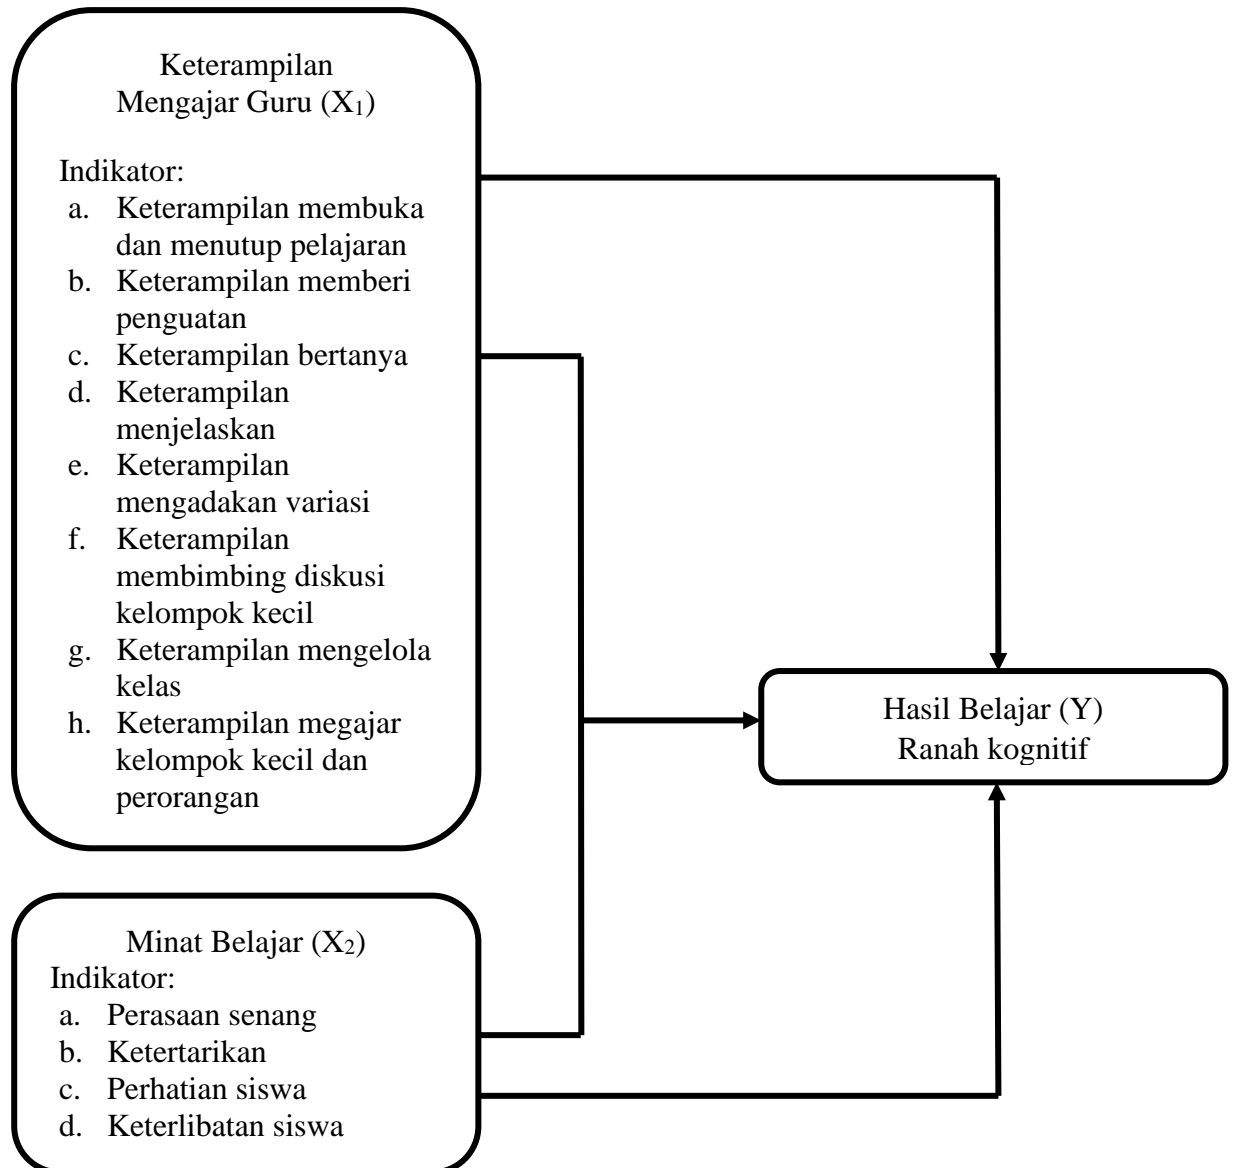 Keterampilan
Mengajar Guru (X₁)
Indikator:
a. Keterampilan membuka
dan menutup pelajaran
b. Keterampilan memberi
penguatan
c. Keterampilan bertanya
d. Keterampilan
menjelaskan
e. Keterampilan
mengadakan variasi
f. Keterampilan
membimbing diskusi
kelompok kecil
g. Keterampilan mengelola
kelas
h. Keterampilan megajar
kelompok kecil dan
perorangan
Minat Belajar (X₂)
Indikator:
a. Perasaan senang
b. Ketertarikan
c. Perhatian siswa
d. Keterlibatan siswa
Hasil Belajar (Y)
Ranah kognitif